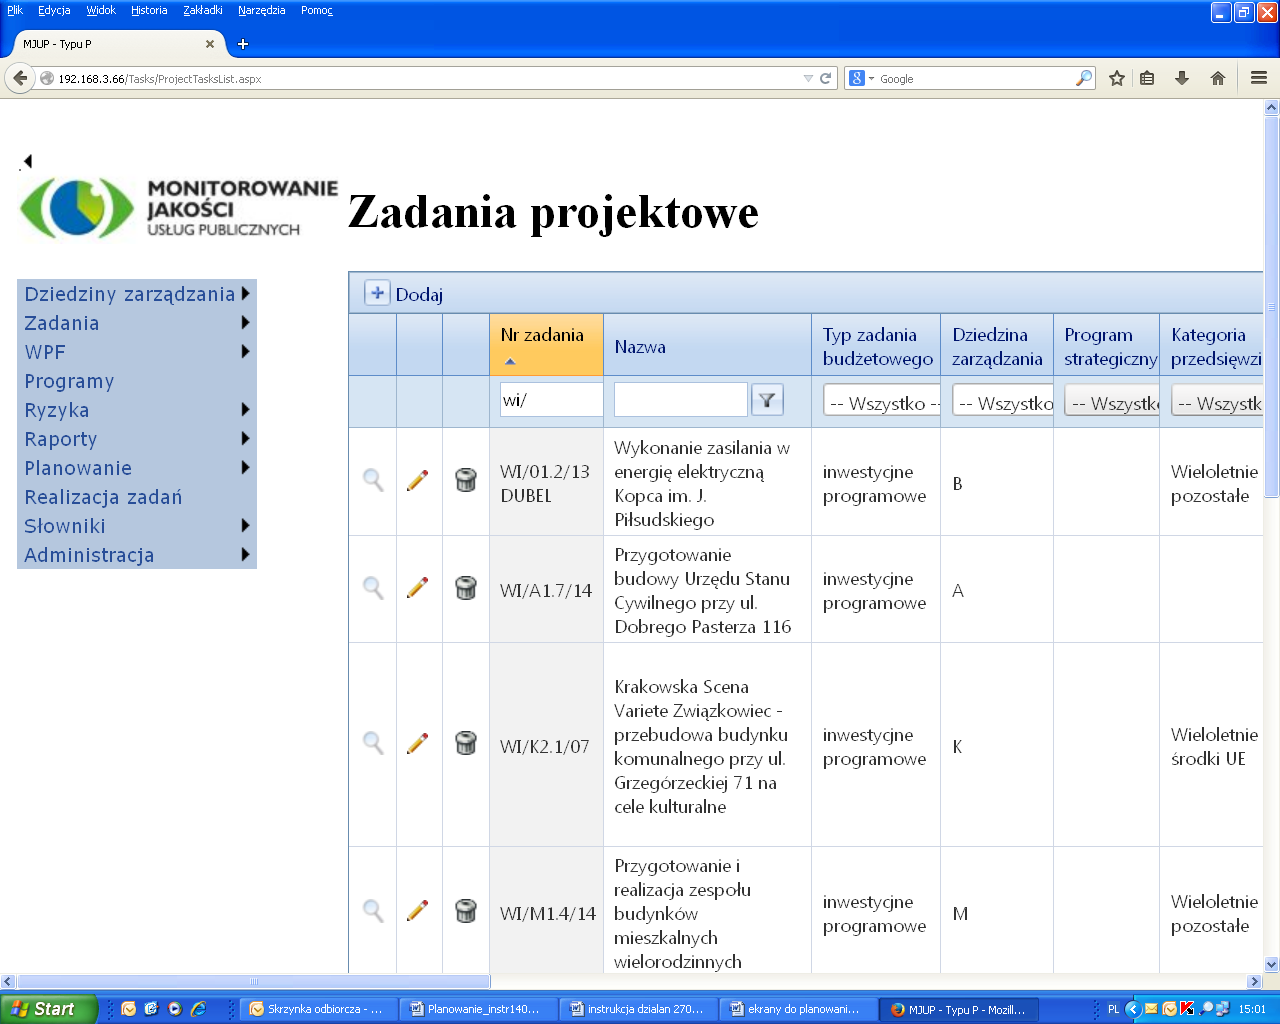 Plik Edycja Widok Historia Zakładki Narzędzia Pomoc
MJUP - Typu P
192.168.3.66/Tasks/ProjectTasksList.aspx
Google
MONITOROWANIE
JAKOŚCI
USŁUG PUBLICZNYCH
Zadania projektowe
Dziedziny zarządzania
Zadania
WPF
Programy
Ryzyka
Raporty
Planowanie
Realizacja zadań
Słowniki
Administracja
Dodaj
Nr zadania
Nazwa
Typ zadania
budżetowego
Dziedzina
zarządzania
Program
strategiczny
Kategoria
przedsięwzi
wi/
-- Wszystko --
-- Wszystko
-- Wszystk
-- Wszystk
WI/01.2/13
DUBEL
Wykonanie zasilania w
energię elektryczną
Kopca im. J.
Piłsudskiego
inwestycjne
programowe
B
Wieloletnie
pozostałe
WI/A1.7/14
Przygotowanie
budowy Urzędu Stanu
Cywilnego przy ul.
Dobrego Pasterza 116
inwestycjne
programowe
A
WI/K2.1/07
Krakowska Scena
Variete Związkowiec -
przebudowa budynku
komunalnego przy ul.
Grzegórzeckiej 71 na
cele kulturalne
inwestycjne
programowe
K
Wieloletnie
środki UE
WI/M1.4/14
Przygotowanie i
realizacja zespołu
budynków
mieszkalnych
wielorodzinnych
inwestycjne
programowe
M
Wieloletnie
pozostałe
Start
Skrzynka odbiorcza - ...
Planowanie_instr140...
instrukcja dzialan 270...
ekrany do planowani...
MJUP - Typu P - Mozill...
PL
15:01